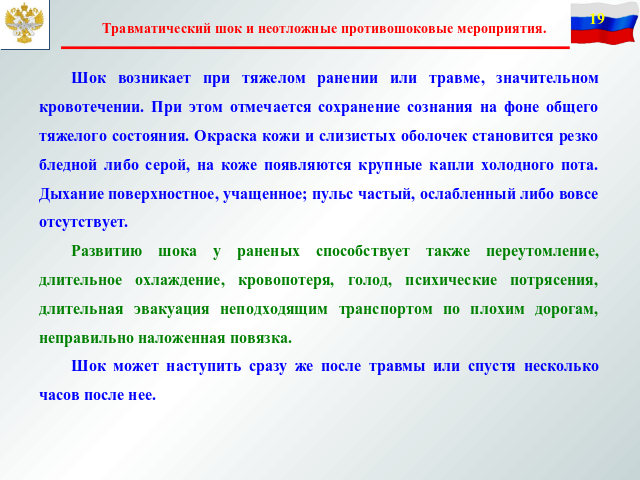 Травматический шок и неотложные противошоковые мероприятия.
19
Шок возникает при тяжелом ранении или травме, значительном
кровотечении. При этом отмечается сохранение сознания на фоне общего
тяжелого состояния. Окраска кожи и слизистых оболочек становится резко
бледной либо серой, на коже появляются крупные капли холодного пота.
Дыхание поверхностное, учащенное; пульс частый, ослабленный либо вовсе
отсутствует.
Развитию шока у раненых способствует также переутомление,
длительное охлаждение, кровопотеря, голод, психические потрясения,
длительная эвакуация неподходящим транспортом по плохим дорогам,
неправильно наложенная повязка.
Шок может наступить сразу же после травмы или спустя несколько
часов после нее.